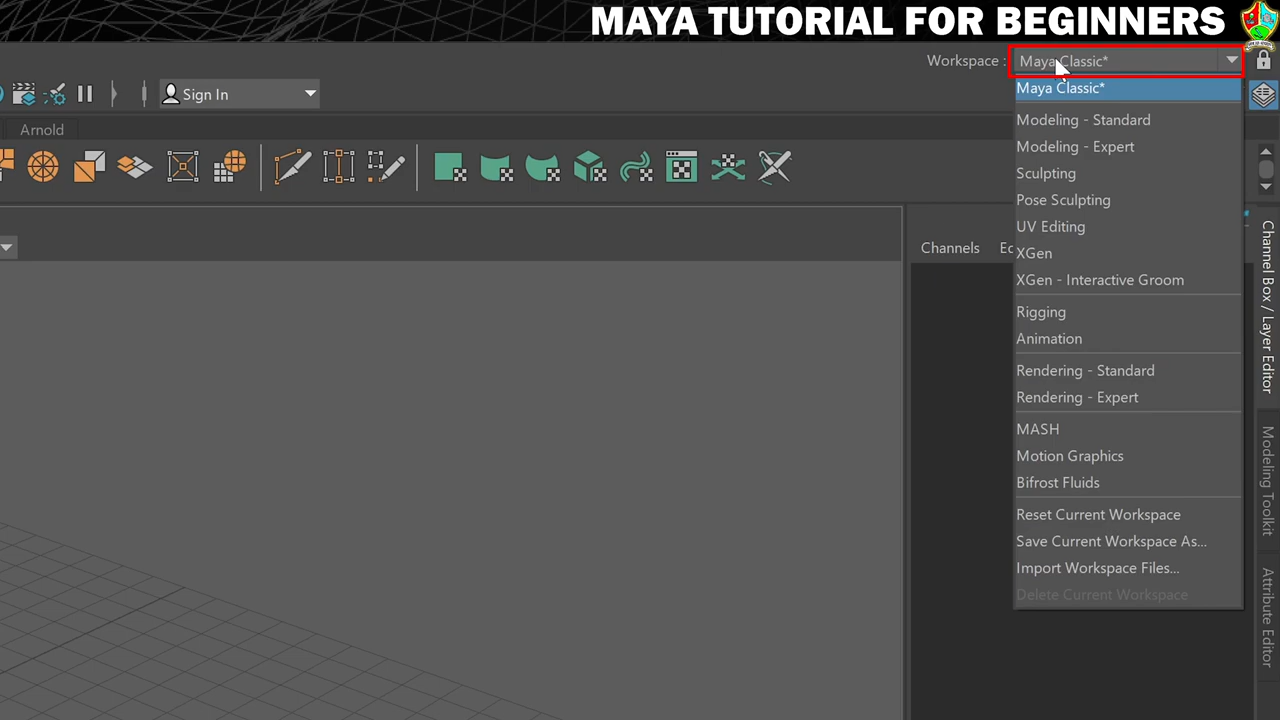 MAYA TUTORIAL FOR BEGINNERS
Workspace :
Maya Classic*
Sign In
Arnold
Maya Classic*
Modeling - Standard
Modeling - Expert
Sculpting
Pose Sculpting
UV Editing
XGen
XGen - Interactive Groom
Rigging
Animation
Rendering - Standard
Rendering - Expert
MASH
Motion Graphics
Bifrost Fluids
Reset Current Workspace
Save Current Workspace As...
Import Workspace Files...
Delete Current Workspace
Channels
Channel Box / Layer Editor
Modeling Toolkit
Attribute Editor